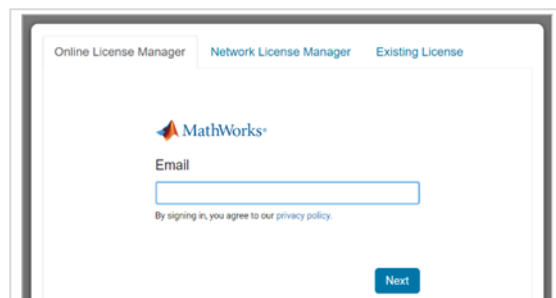 Online License Manager Network License Manager Existing License
MathWorks®
Email
By signing in, you agree to our privacy policy.
Next